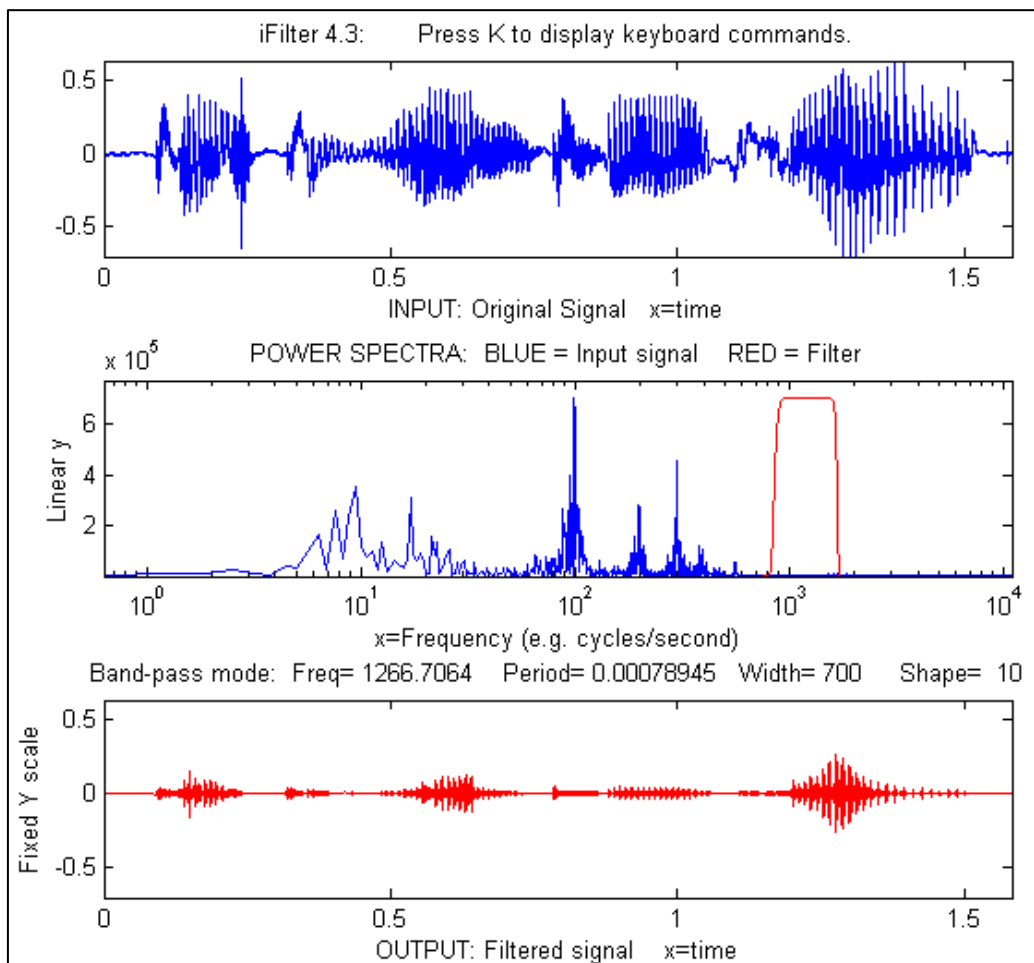 iFilter 4.3: Press K to display keyboard commands.
0.5
0
-0.5
0 0.5 1 1.5
INPUT: Original Signal x=time
x 10^5 POWER SPECTRA: BLUE = Input signal RED = Filter
6
4
2
Linear y
10^0 10^1 10^2 10^3 10^4
x=Frequency (e.g. cycles/second)
Band-pass mode: Freq= 1266.7064 Period= 0.00078945 Width= 700 Shape= 10
0.5
0
-0.5
Fixed Y scale
0 0.5 1 1.5
OUTPUT: Filtered signal x=time